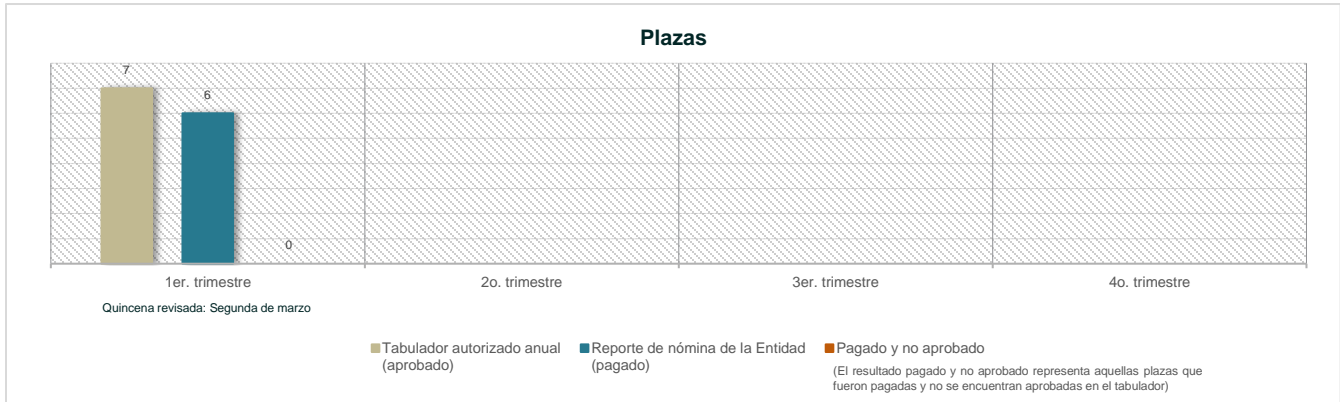 Plazas
7
6
0
1er. trimestre
2o. trimestre
3er. trimestre
4o. trimestre
Quincena revisada: Segunda de marzo
Tabulador autorizado anual
(aprobado)
Reporte de nómina de la Entidad
(pagado)
Pagado y no aprobado
(El resultado pagado y no aprobado representa aquellas plazas que
fueron pagadas y no se encuentran aprobadas en el tabulador)